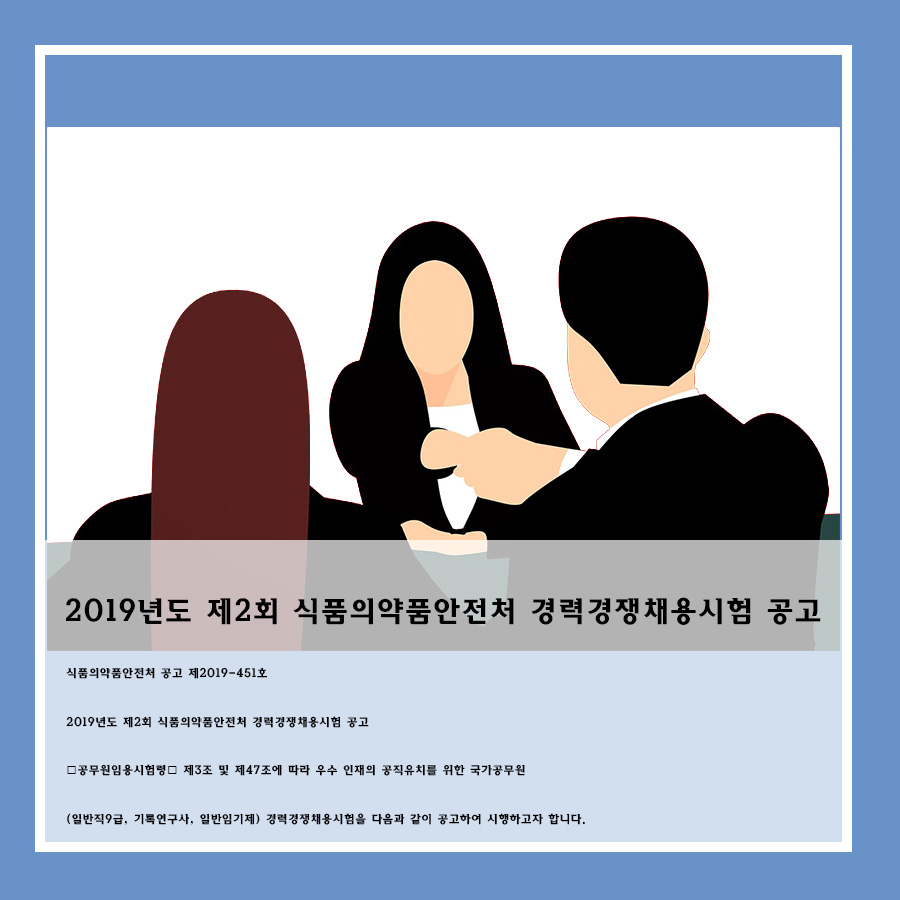 2019년도 제2회 식품의약품안전처 경력경쟁채용시험 공고
식품의약품안전처 공고 제2019-451호
2019년도 제2회 식품의약품안전처 경력경쟁채용시험 공고
□공무원임용시험령□ 제3조 및 제47조에 따라 우수 인재의 공직유치를 위한 국가공무원
(일반직9급, 기록연구사, 일반임기제) 경력경쟁채용시험을 다음과 같이 공고하여 시행하고자 합니다.